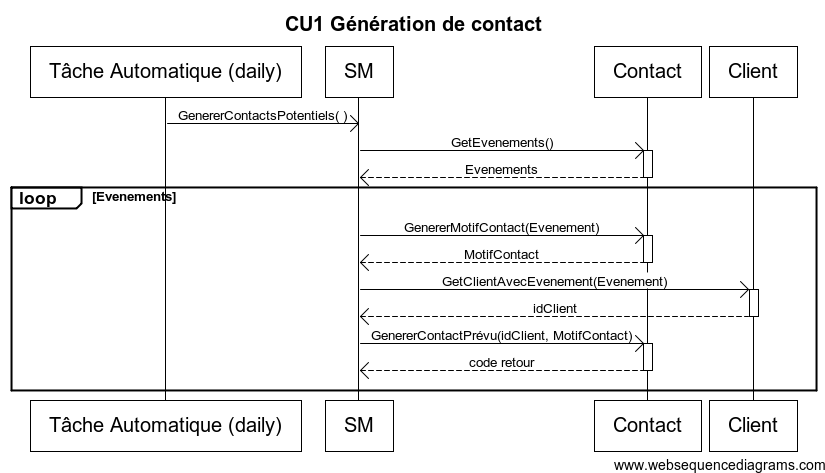 CU1 Génération de contact
Tâche Automatique (daily)
SM
Contact
Client
GenererContactsPotentiels( )
GetEvenements()
Evenements
loop
[Evenements]
GenererMotifContact(Evenement)
MotifContact
GetClientAvecEvenement(Evenement)
idClient
GenererContactPrévu(idClient, MotifContact)
code retour
Tâche Automatique (daily)
SM
Contact
Client
www.websequencediagrams.com